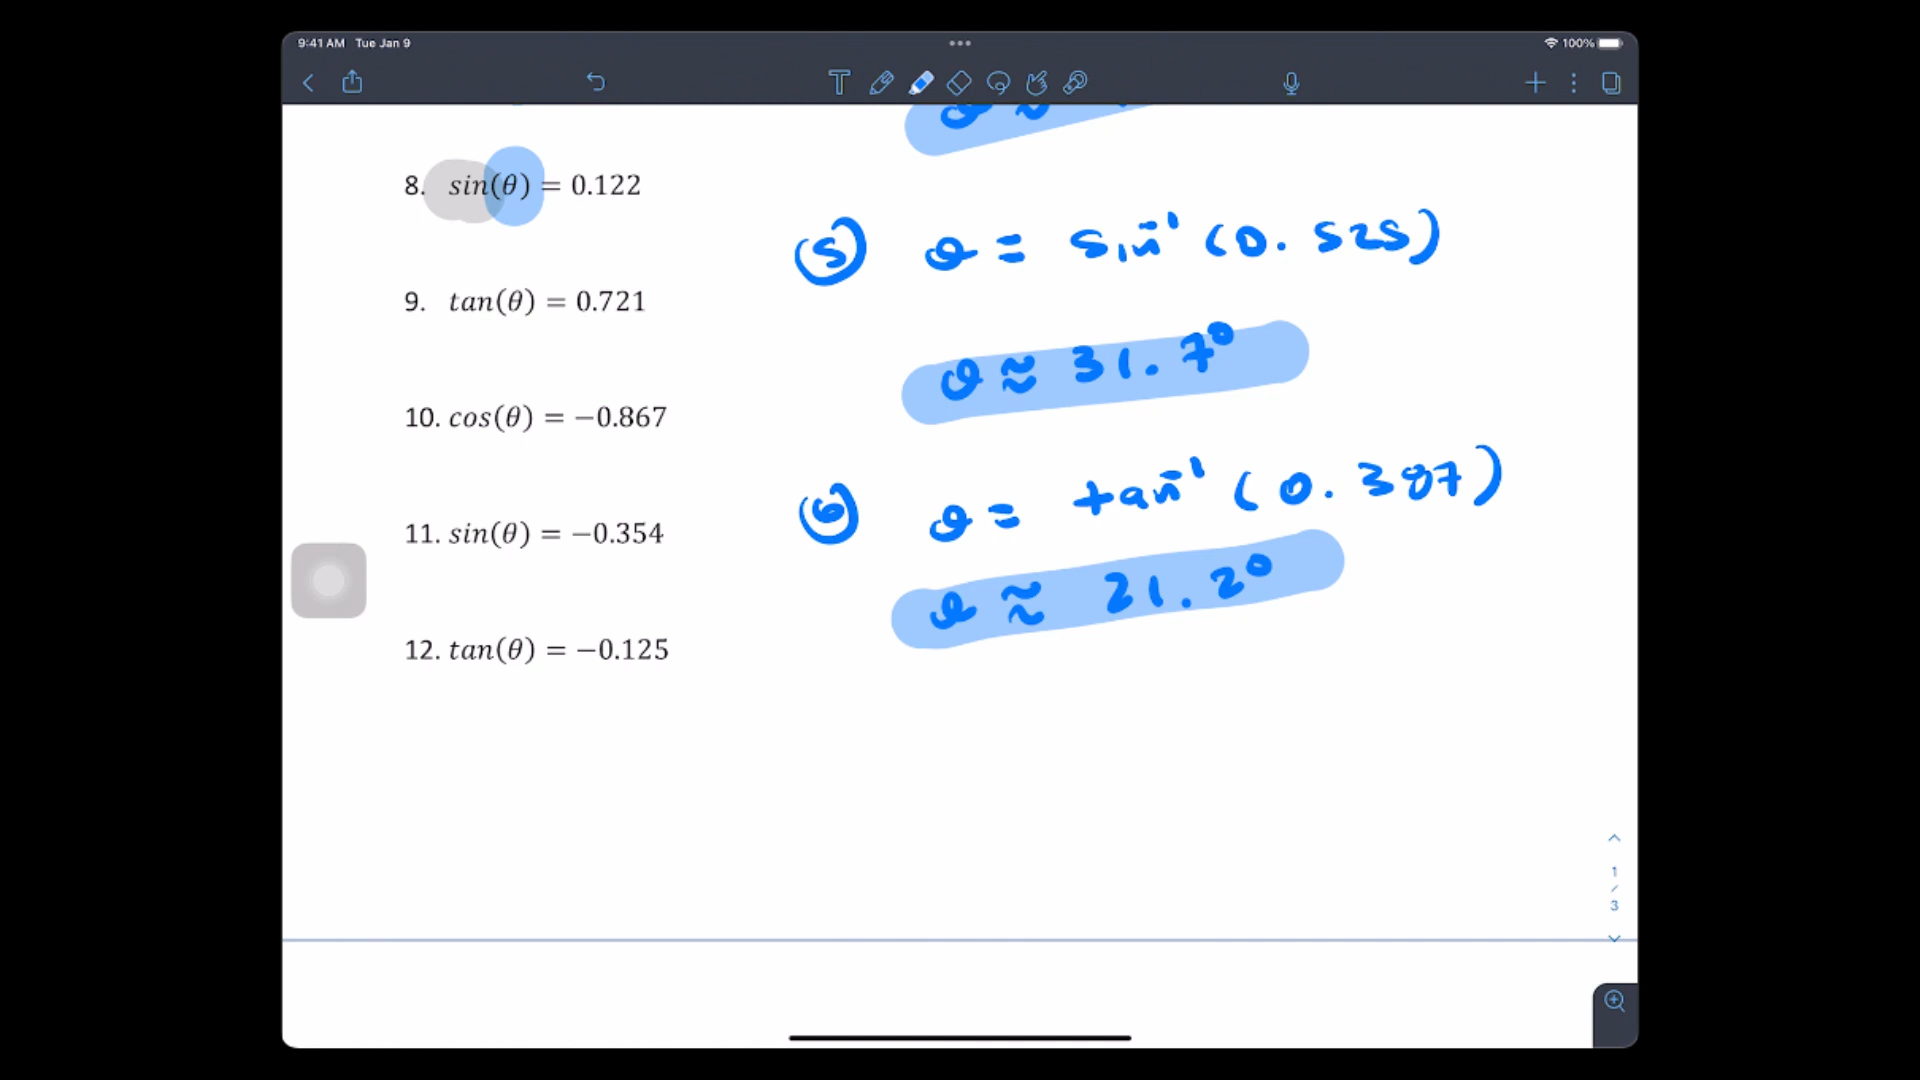 9:41 AM Tue Jan 9
100%
T
8. sin(θ) = 0.122
9. tan(θ) = 0.721
10. cos(θ) = −0.867
11. sin(θ) = −0.354
12. tan(θ) = −0.125
θ ≈
(5) θ = sin⁻¹ (0.525)
θ ≈ 31.7°
(6) θ = tan⁻¹ (0.387)
θ ≈ 21.2°
1
/
3